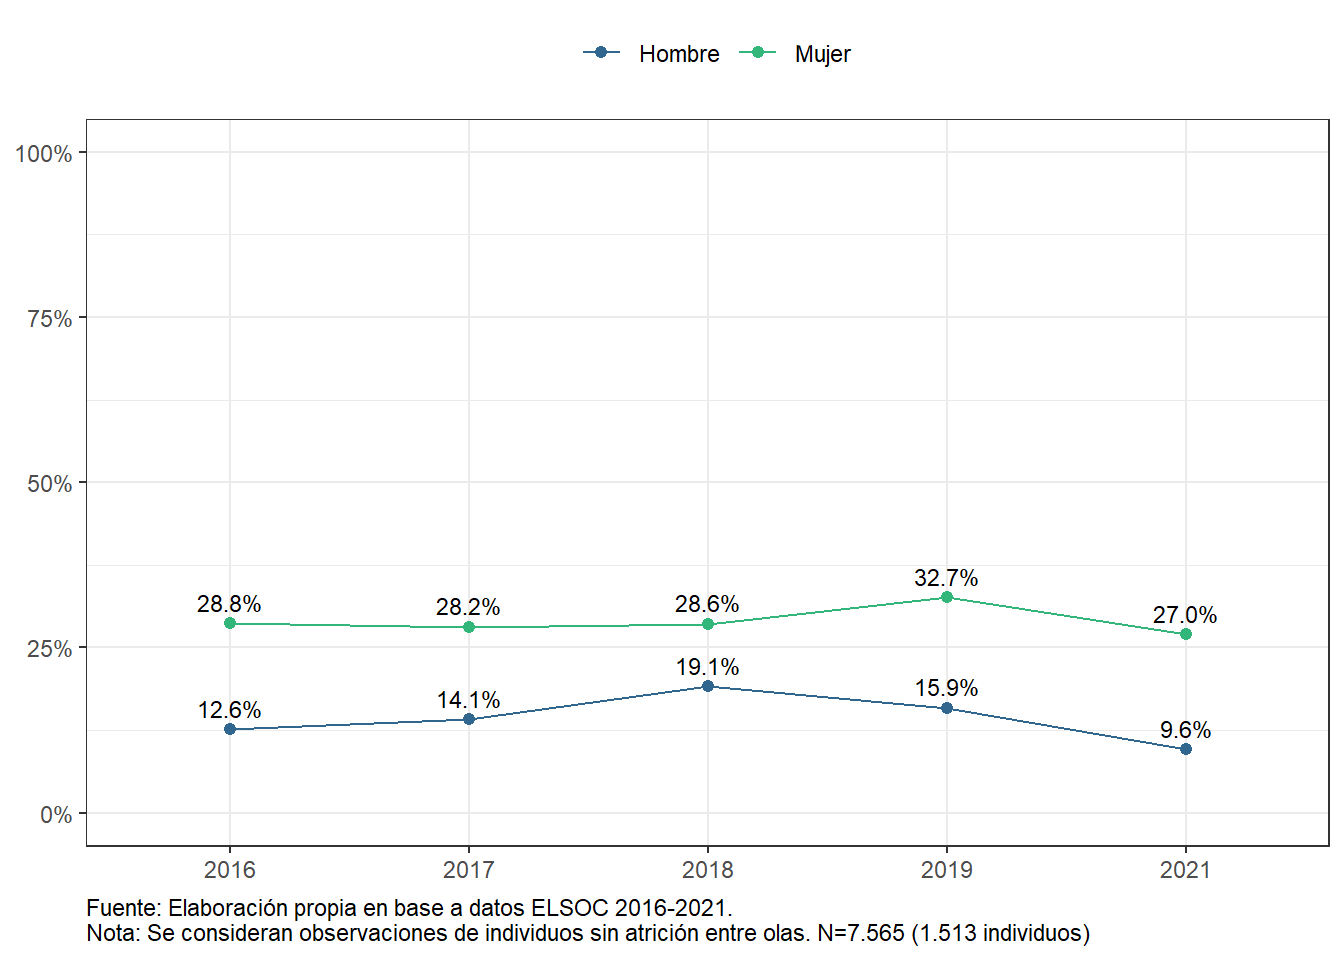 Hombre Mujer
100%
75%
50%
25%
0%
28.8% 28.2% 28.6% 32.7% 27.0%
12.6% 14.1% 19.1% 15.9% 9.6%
2016 2017 2018 2019 2021
Fuente: Elaboración propia en base a datos ELSOC 2016-2021.
Nota: Se consideran observaciones de individuos sin atrición entre olas. N=7.565 (1.513 individuos)